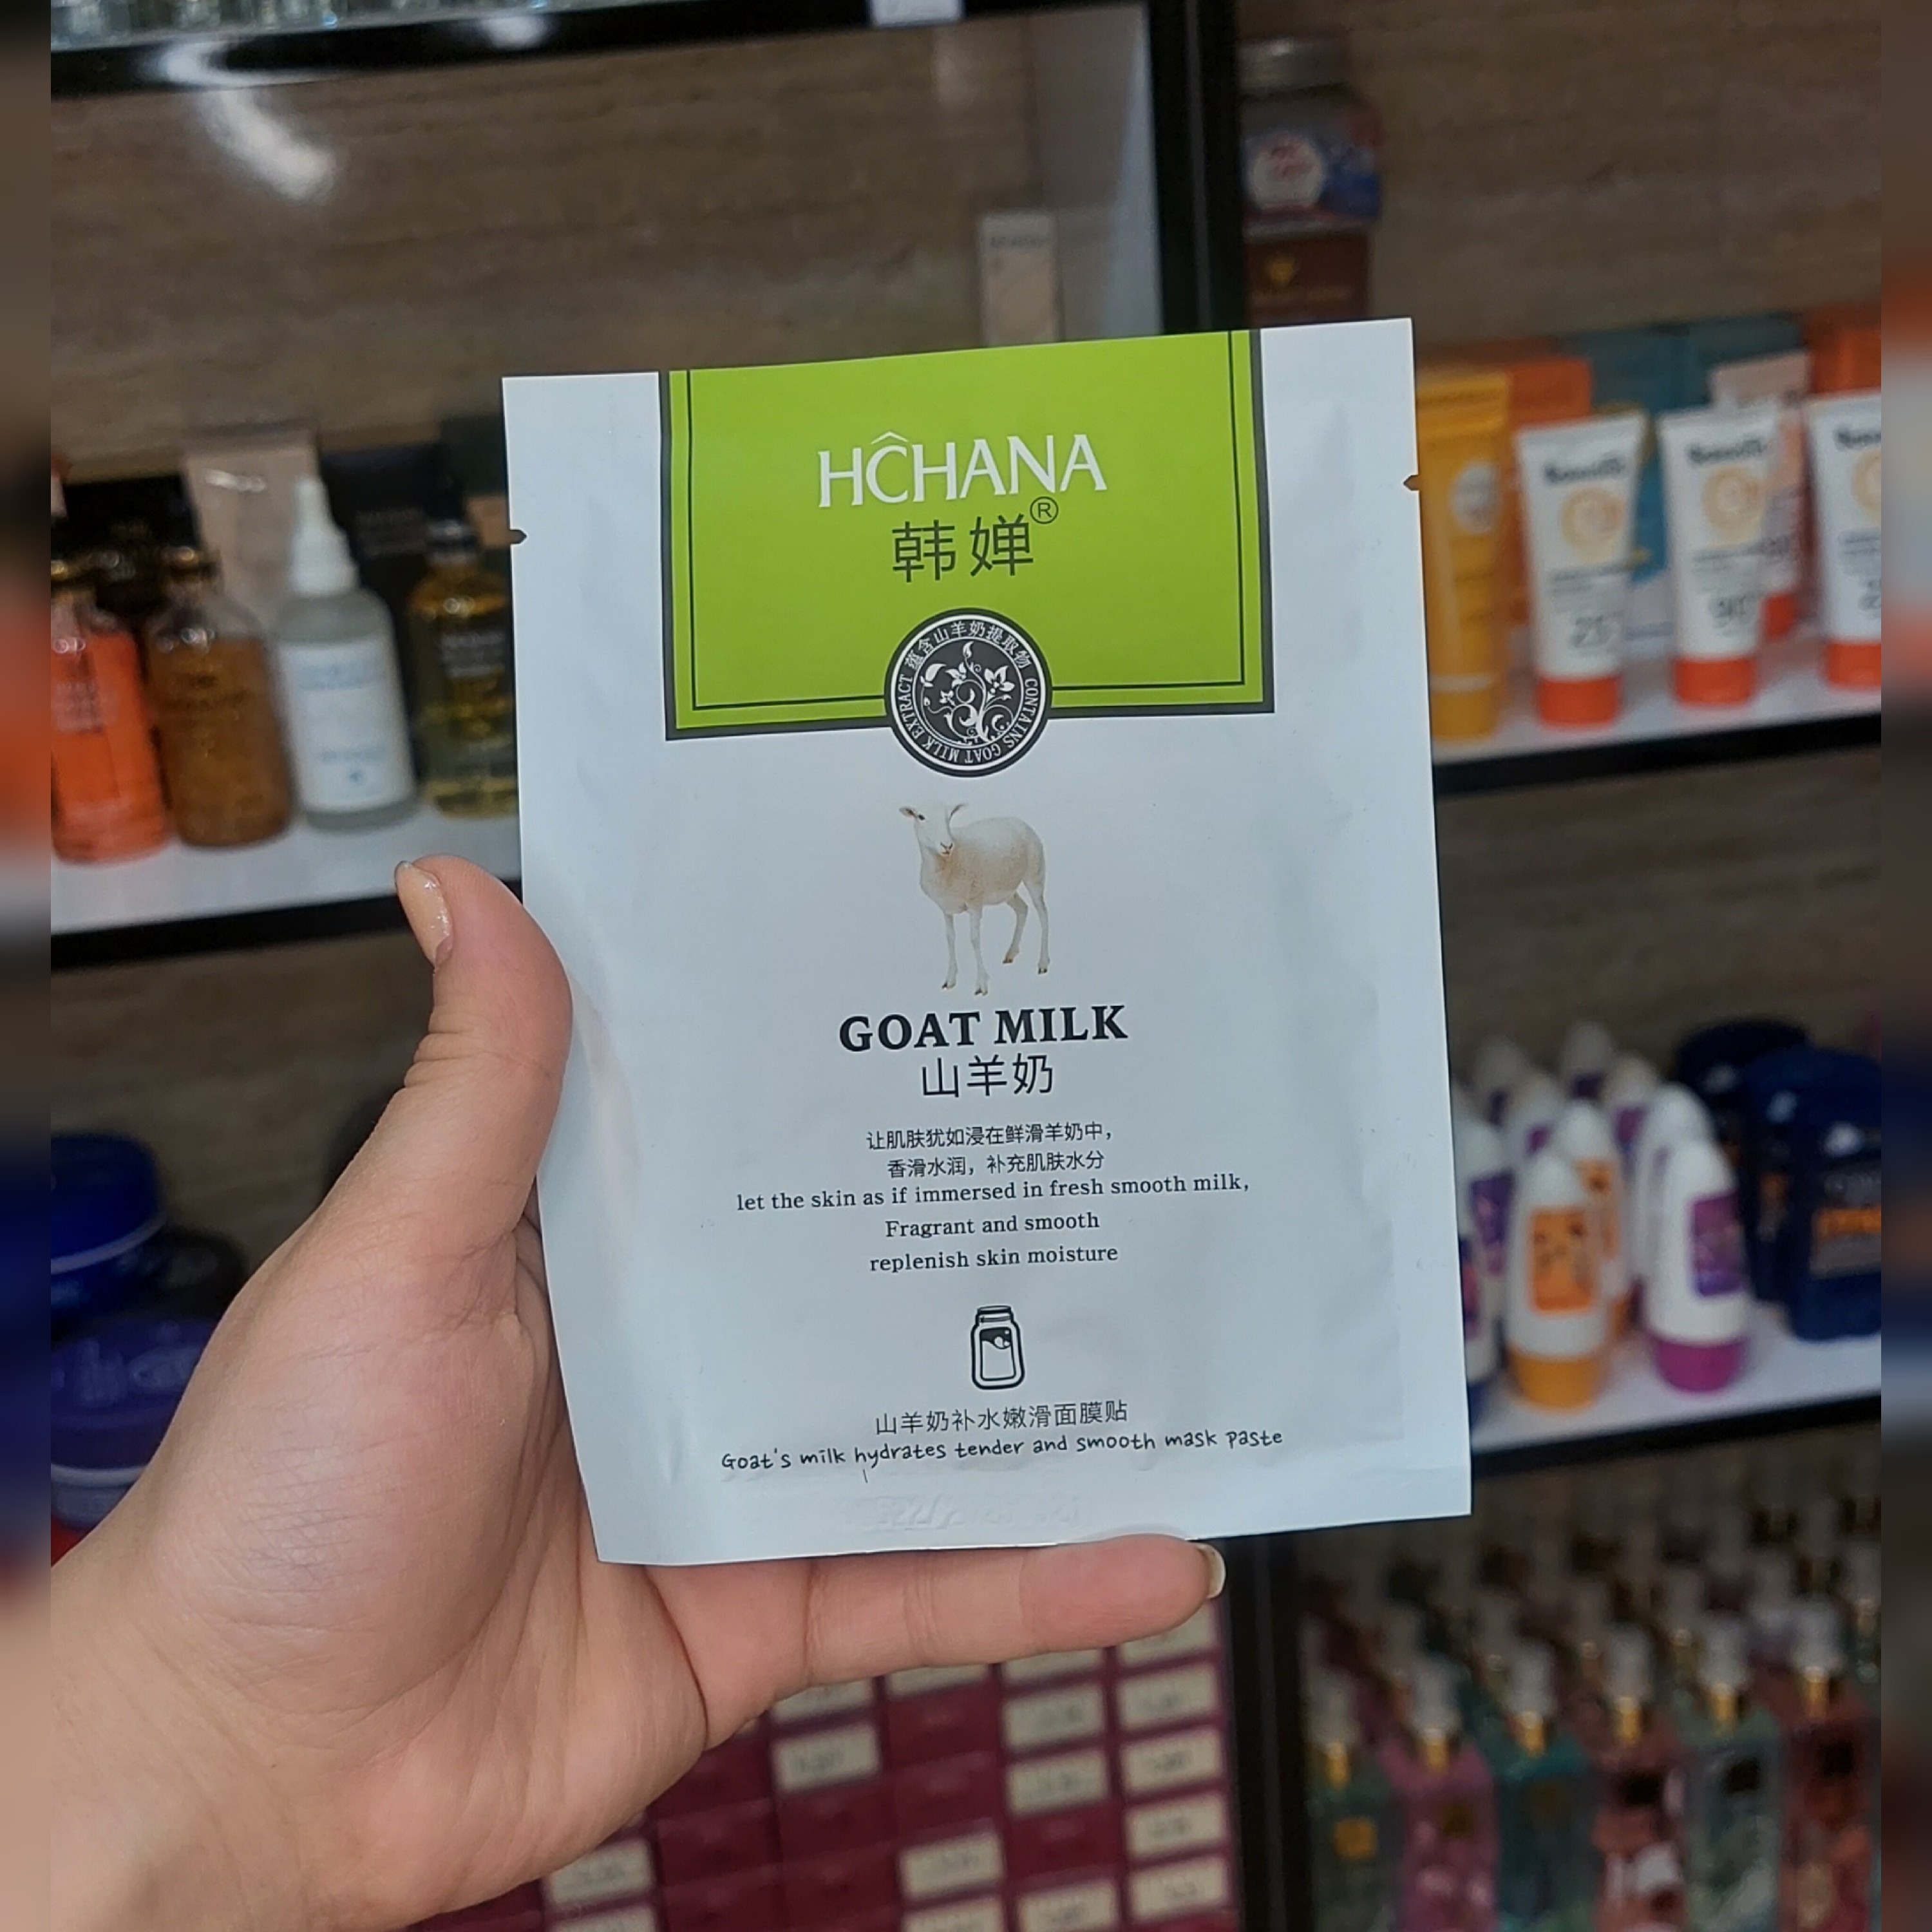 HĈHANA
韩婵®
蕴含山羊奶提取物
CONTAINS GOAT MILK EXTRACT
GOAT MILK
山羊奶
让肌肤犹如浸在鲜滑羊奶中，
香滑水润，补充肌肤水分
let the skin as if immersed in fresh smooth milk,
Fragrant and smooth
replenish skin moisture
山羊奶补水嫩滑面膜贴
Goat's milk hydrates tender and smooth mask paste